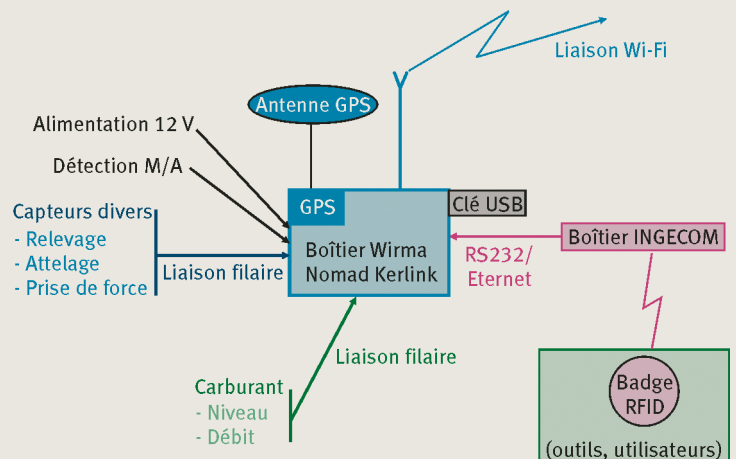 Liaison Wi-Fi
Antenne GPS
Alimentation 12 V
Détection M/A
Capteurs divers
- Relevage
- Attelage
- Prise de force
Liaison filaire
GPS
Clé USB
Boîtier Wirma
Nomad Kerlink
RS232/
Eternet
Boîtier INGECOM
Liaison filaire
Carburant
- Niveau
- Débit
Badge
RFID
(outils, utilisateurs)